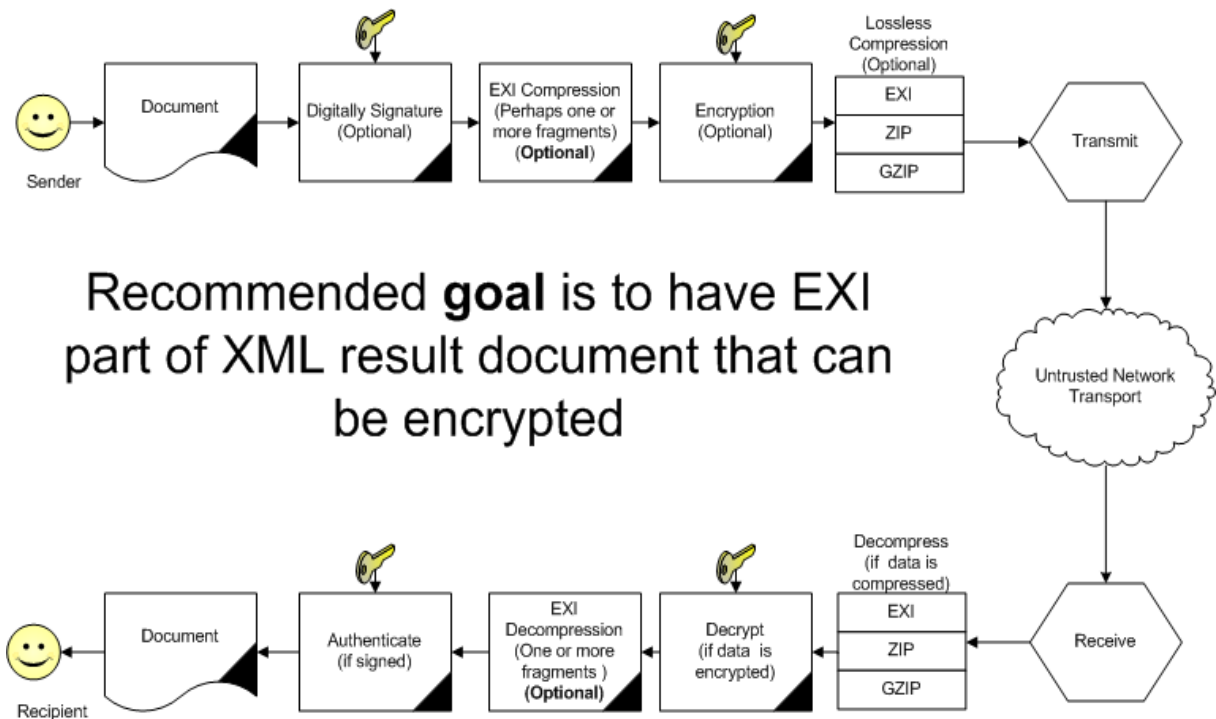 Sender
Document
Digitally Signature
(Optional)
EXI Compression
(Perhaps one or
more fragments)
(Optional)
Encryption
(Optional)
Lossless
Compression
(Optional)
EXI
ZIP
GZIP
Transmit
Recommended goal is to have EXI
part of XML result document that can
be encrypted
Untrusted Network
Transport
Receive
Decompress
(if data is
compressed)
EXI
ZIP
GZIP
Decrypt
(if data is
encrypted)
EXI
Decompression
(One or more
fragments )
(Optional)
Authenticate
(if signed)
Document
Recipient